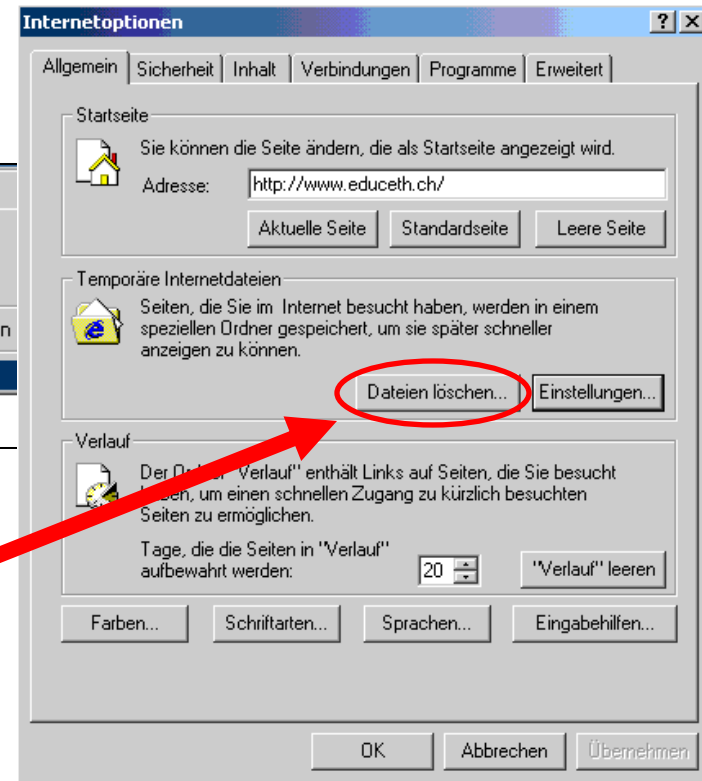 Internetoptionen
Allgemein Sicherheit Inhalt Verbindungen Programme Erweitert
Startseite
Sie können die Seite ändern, die als Startseite angezeigt wird.
Adresse: http://www.educeth.ch/
Aktuelle Seite Standardseite Leere Seite
Temporäre Internetdateien
Seiten, die Sie im Internet besucht haben, werden in einem
speziellen Ordner gespeichert, um sie später schneller
anzeigen zu können.
n
Dateien löschen... Einstellungen...
Verlauf
Der "Verlauf" enthält Links auf Seiten, die Sie besucht
um einen schnellen Zugang zu kürzlich besuchten
Seiten zu ermöglichen.
Tage, die die Seiten in "Verlauf"
aufbewahrt werden: 20 "Verlauf" leeren
Farben... Schriftarten... Sprachen... Eingabehilfen...
OK Abbrechen Übernehmen